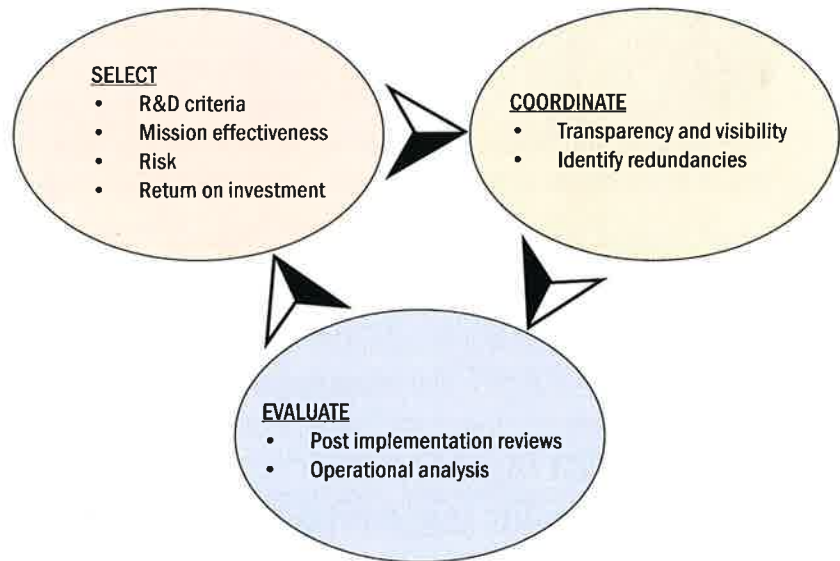 SELECT
• R&D criteria
• Mission effectiveness
• Risk
• Return on investment
COORDINATE
• Transparency and visibility
• Identify redundancies
EVALUATE
• Post implementation reviews
• Operational analysis